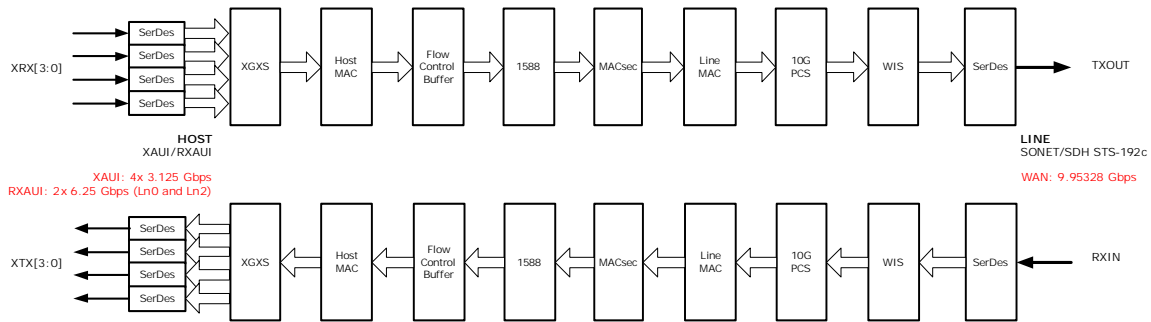 SerDes
SerDes
SerDes
SerDes
XRX[3:0]
XGXS
Host
MAC
Flow
Control
Buffer
1588
MACsec
Line
MAC
10G
PCS
WIS
SerDes
TXOUT
HOST
XAUI/RXAUI
XAUI: 4x 3.125 Gbps
RXAUI: 2x 6.25 Gbps (Ln0 and Ln2)
LINE
SONET/SDH STS-192c
WAN: 9.95328 Gbps
SerDes
SerDes
SerDes
SerDes
XTX[3:0]
XGXS
Host
MAC
Flow
Control
Buffer
1588
MACsec
Line
MAC
10G
PCS
WIS
SerDes
RXIN